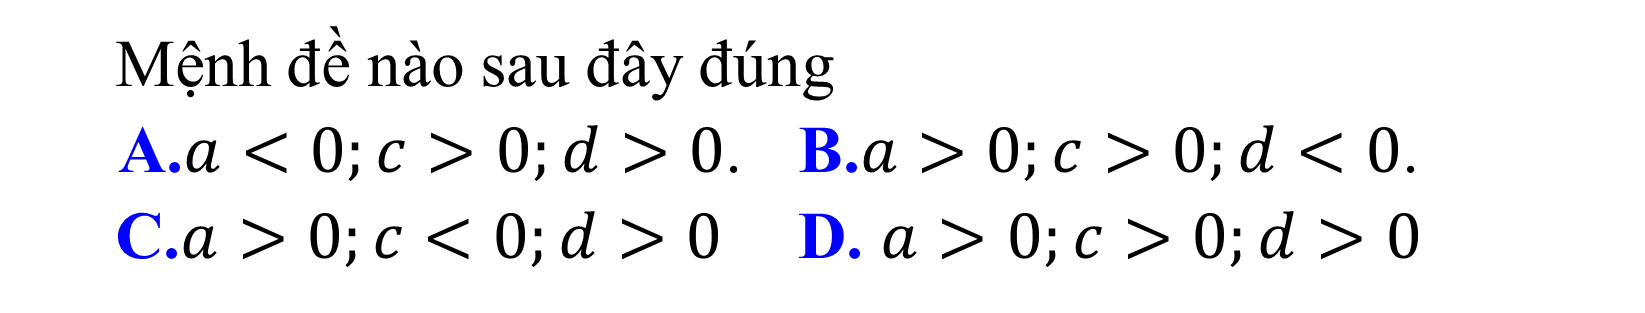 Mệnh đề nào sau đây đúng
A.a < 0; c > 0; d > 0. B.a > 0; c > 0; d < 0.
C.a > 0; c < 0; d > 0 D. a > 0; c > 0; d > 0